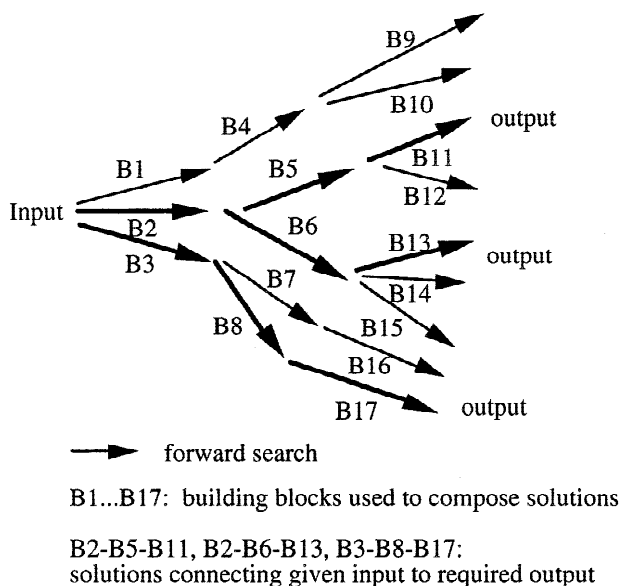 B9
B4
B10
output
B1
B5
B11
B12
Input
B2
B6
B13
output
B3
B7
B14
B8
B15
B16
B17
output
forward search
B1...B17: building blocks used to compose solutions
B2-B5-B11, B2-B6-B13, B3-B8-B17:
solutions connecting given input to required output